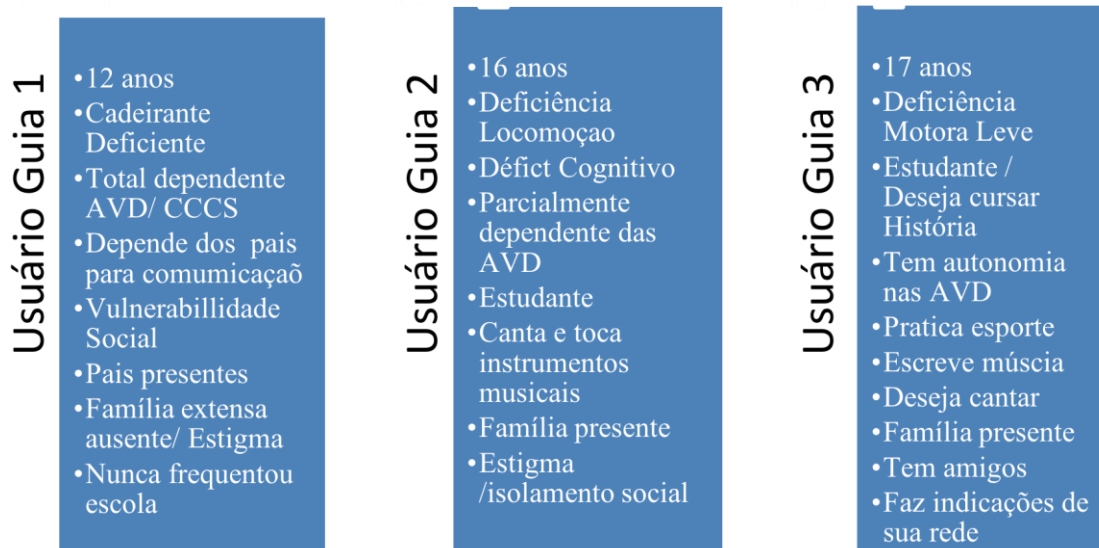 Usuário Guia 1
•12 anos
•Cadeirante
Deficiente
•Total dependente
AVD/ CCCS
•Depende dos pais
para comumicaçaõ
•Vulnerabillidade
Social
•Pais presentes
•Família extensa
ausente/ Estigma
•Nunca frequentou
escola
Usuário Guia 2
•16 anos
•Deficiência
Locomoçao
•Défict Cognitivo
•Parcialmente
dependente das
AVD
•Estudante
•Canta e toca
instrumentos
musicais
•Família presente
•Estigma
/isolamento social
Usuário Guia 3
•17 anos
•Deficiência
Motora Leve
•Estudante /
Deseja cursar
História
•Tem autonomia
nas AVD
•Pratica esporte
•Escreve múscia
•Deseja cantar
•Família presente
•Tem amigos
•Faz indicações de
sua rede